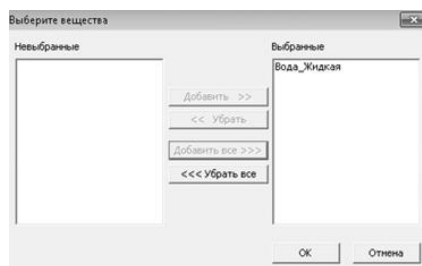 Выберите вещества
Невыбранные
Выбранные
Вода_Жидкая
Добавить >>
<< Убрать
Добавить все >>>
<<< Убрать все
OK
Отмена